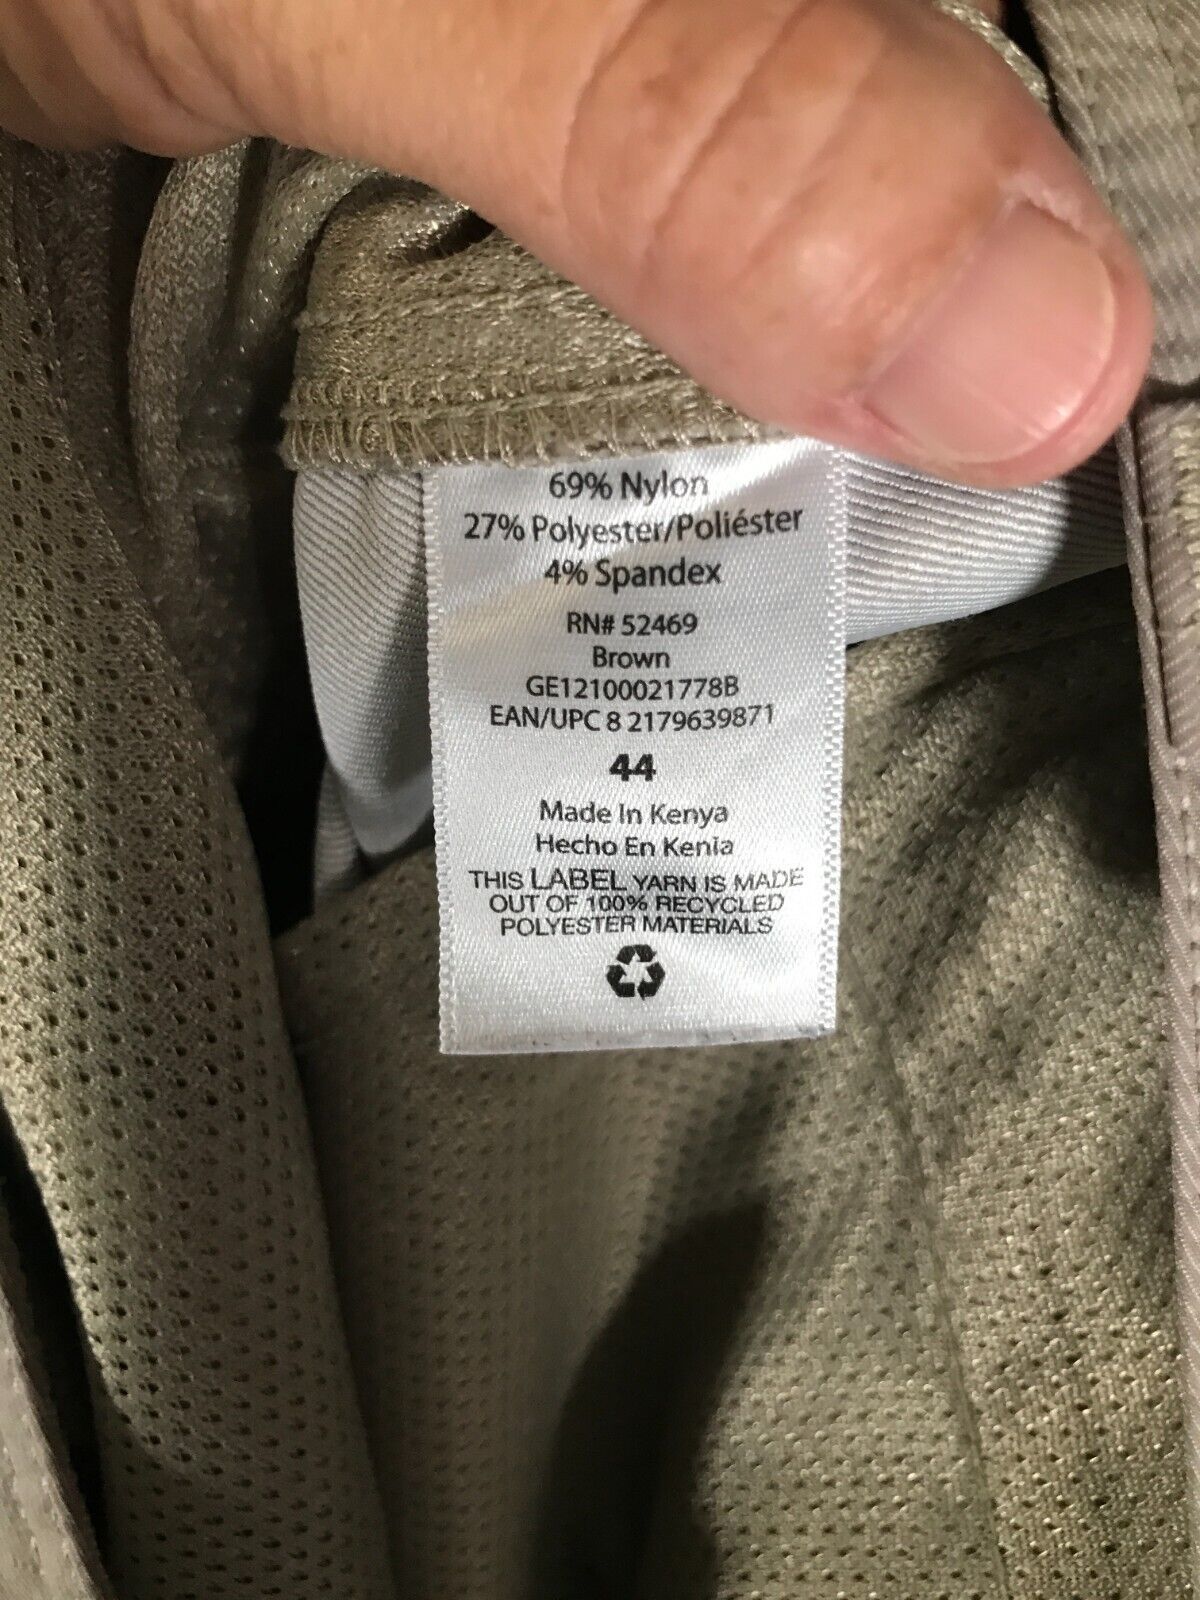 69% Nylon
27% Polyester/Poliéster
4% Spandex
RN# 52469
Brown
GE12100021778B
EAN/UPC 8 2179639871
44
Made In Kenya
Hecho En Kenia
THIS LABEL YARN IS MADE
OUT OF 100% RECYCLED
POLYESTER MATERIALS